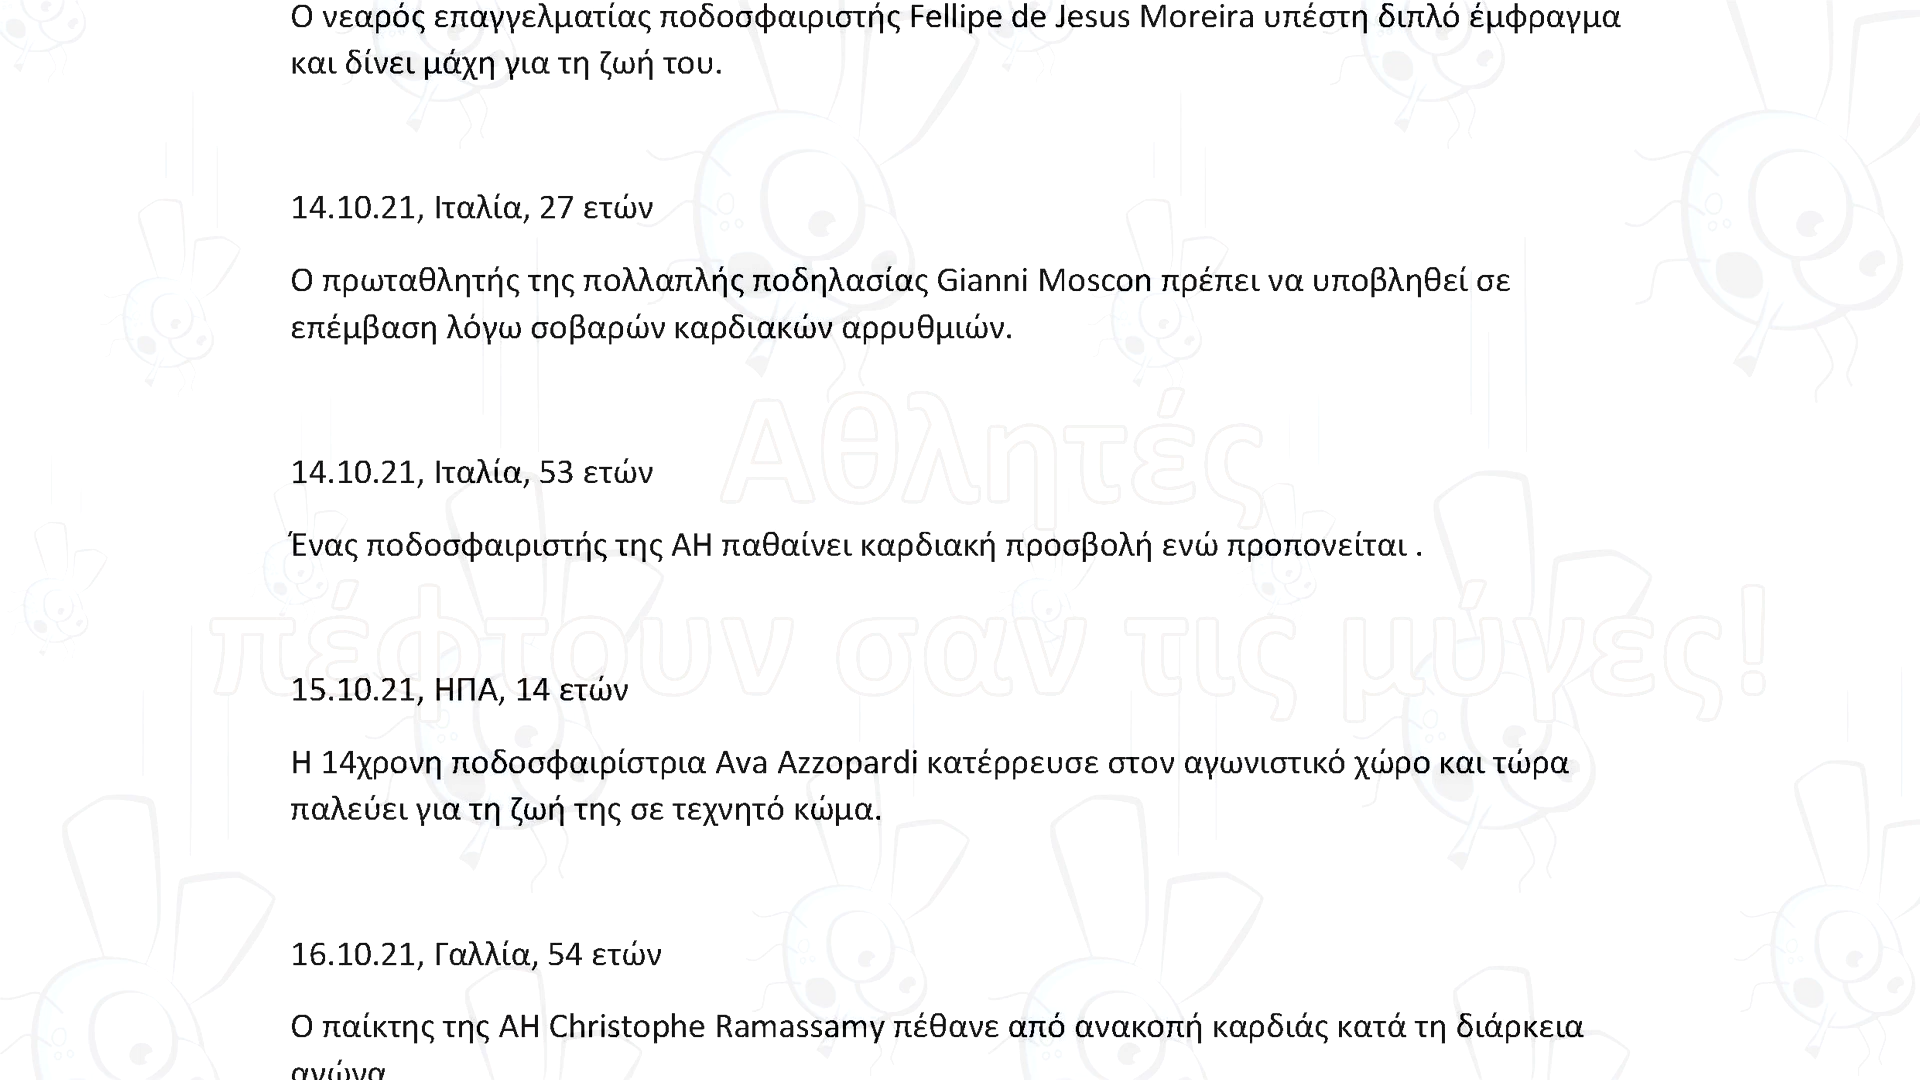 Ο νεαρός επαγγελματίας ποδοσφαιριστής Fellipe de Jesus Moreira υπέστη διπλό έμφραγμα
και δίνει μάχη για τη ζωή του.
14.10.21, Ιταλία, 27 ετών
Ο πρωταθλητής της πολλαπλής ποδηλασίας Gianni Moscon πρέπει να υποβληθεί σε
επέμβαση λόγω σοβαρών καρδιακών αρρυθμιών.
Αθλητές
14.10.21, Ιταλία, 53 ετών
Ένας ποδοσφαιριστής της AH παθαίνει καρδιακή προσβολή ενώ προπονείται .
πέφτουν σαν τις μύγες!
15.10.21, ΗΠΑ, 14 ετών
Η 14χρονη ποδοσφαιρίστρια Ava Azzopardi κατέρρευσε στον αγωνιστικό χώρο και τώρα
παλεύει για τη ζωή της σε τεχνητό κώμα.
16.10.21, Γαλλία, 54 ετών
Ο παίκτης της AH Christophe Ramassamy πέθανε από ανακοπή καρδιάς κατά τη διάρκεια
αγώνα